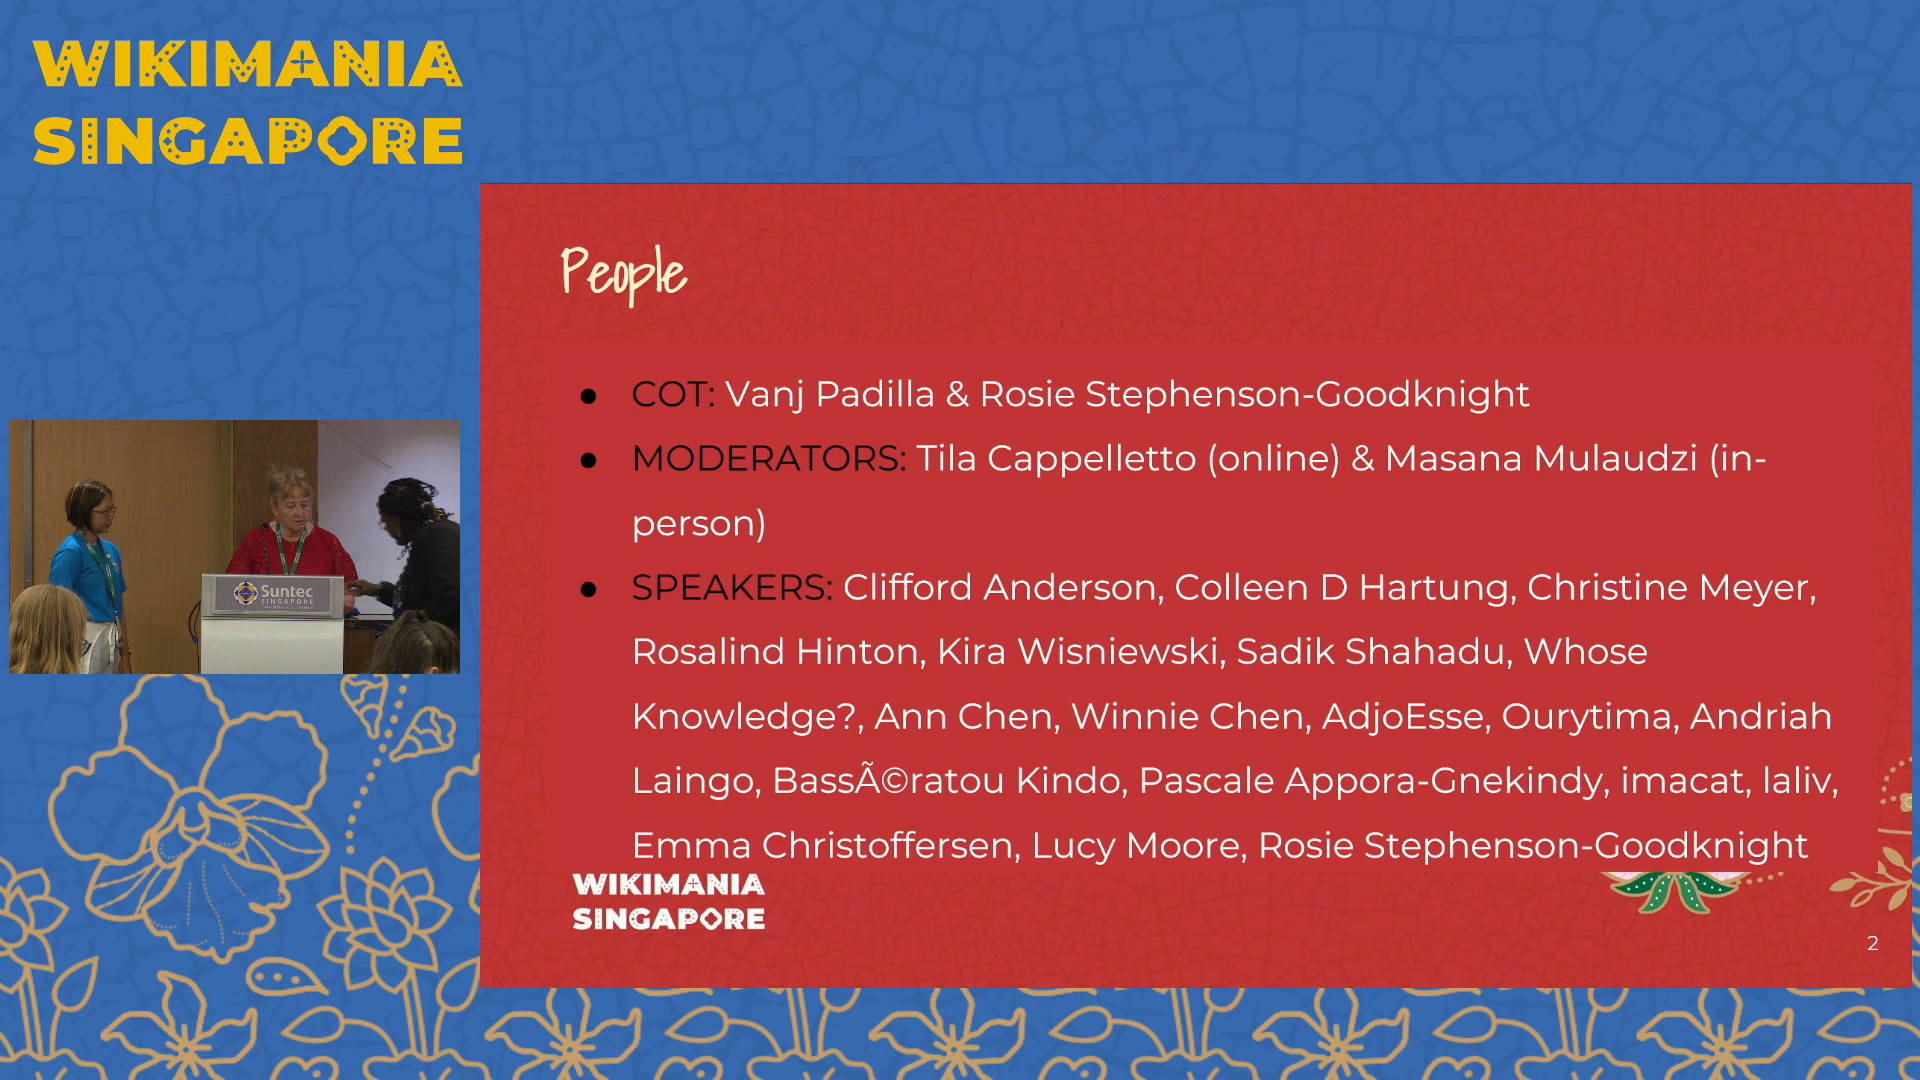 WIKIMANIA
SINGAPORE
People
● COT: Vanj Padilla & Rosie Stephenson-Goodknight
● MODERATORS: Tila Cappelletto (online) & Masana Mulaudzi (in-
person)
● SPEAKERS: Clifford Anderson, Colleen D Hartung, Christine Meyer,
Rosalind Hinton, Kira Wisniewski, Sadik Shahadu, Whose
Knowledge?, Ann Chen, Winnie Chen, AdjoEsse, Ourytima, Andriah
Laingo, BassÃ©ratou Kindo, Pascale Appora-Gnekindy, imacat, laliv,
Emma Christoffersen, Lucy Moore, Rosie Stephenson-Goodknight
WIKIMANIA
SINGAPORE
2
Suntec
SINGAPORE